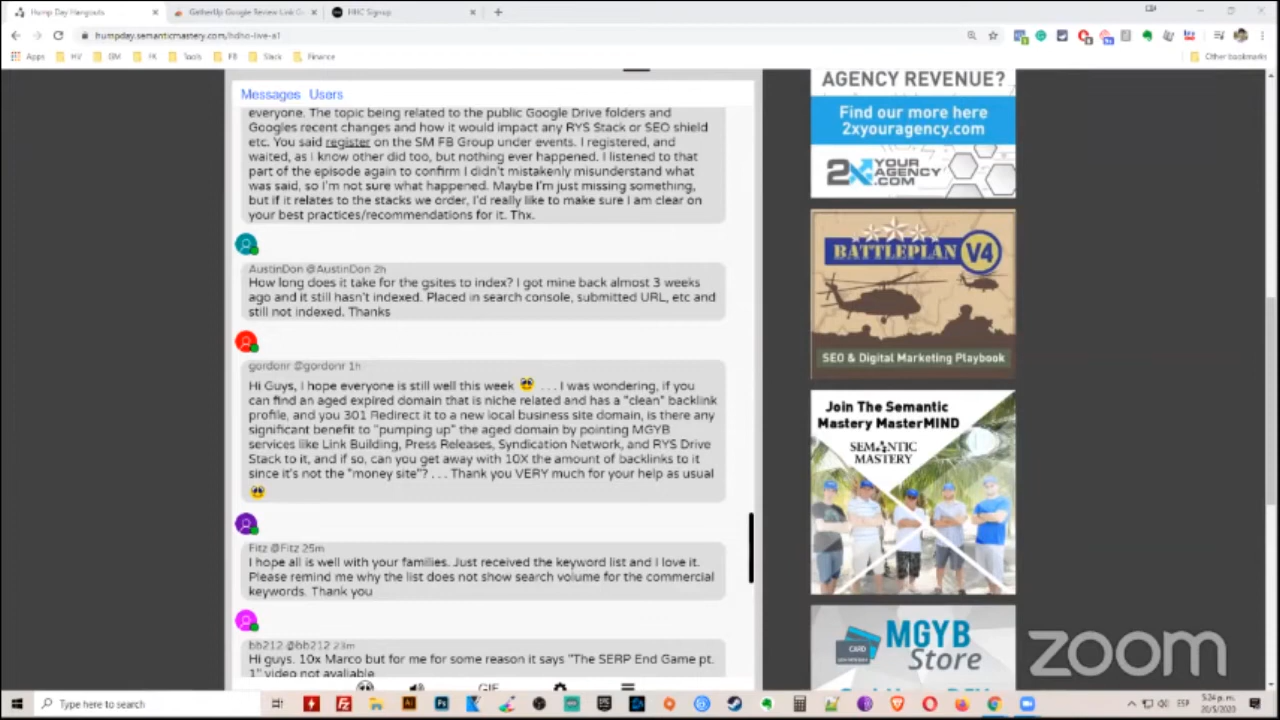 Hump Day Hangouts
GatherUp Google Review Link G
HHC Signup
humpday.semanticmastery.com/hdho-live-a1
Apps
HV
SM
FK
Tools
FB
Slack
Finance
Other bookmarks
Messages Users
everyone. The topic being related to the public Google Drive folders and
Googles recent changes and how it would impact any RYS Stack or SEO shield
etc. You said register on the SM FB Group under events. I registered, and
waited, as I know other did too, but nothing ever happened. I listened to that
part of the episode again to confirm I didn't mistakenly misunderstand what
was said, so I'm not sure what happened. Maybe I'm just missing something,
but if it relates to the stacks we order, I'd really like to make sure I am clear on
your best practices/recommendations for it. Thx.
AustinDon @AustinDon 2h
How long does it take for the gsites to index? I got mine back almost 3 weeks
ago and it still hasn't indexed. Placed in search console, submitted URL, etc and
still not indexed. Thanks
gordonr @gordonr 1h
Hi Guys, I hope everyone is still well this week . . . I was wondering, if you
can find an aged expired domain that is niche related and has a "clean" backlink
profile, and you 301 Redirect it to a new local business site domain, is there any
significant benefit to "pumping up" the aged domain by pointing MGYB
services like Link Building, Press Releases, Syndication Network, and RYS Drive
Stack to it, and if so, can you get away with 10X the amount of backlinks to it
since it's not the "money site"? . . . Thank you VERY much for your help as usual
Fitz @Fitz 25m
I hope all is well with your families. Just received the keyword list and I love it.
Please remind me why the list does not show search volume for the commercial
keywords. Thank you
bb212 @bb212 23m
Hi guys. 10x Marco but for me for some reason it says "The SERP End Game pt.
1" video not avaliable
GIF
AGENCY REVENUE?
Find our more here
2xyouragency.com
2X YOUR
AGENCY.COM
BATTLEPLAN V4
SEO & Digital Marketing Playbook
Join The Semantic
Mastery MasterMIND
SEMANTIC
MASTERY
CARD
MGYB
Store
zoom
Type here to search
ESP
5:24 p. m.
20/5/2020